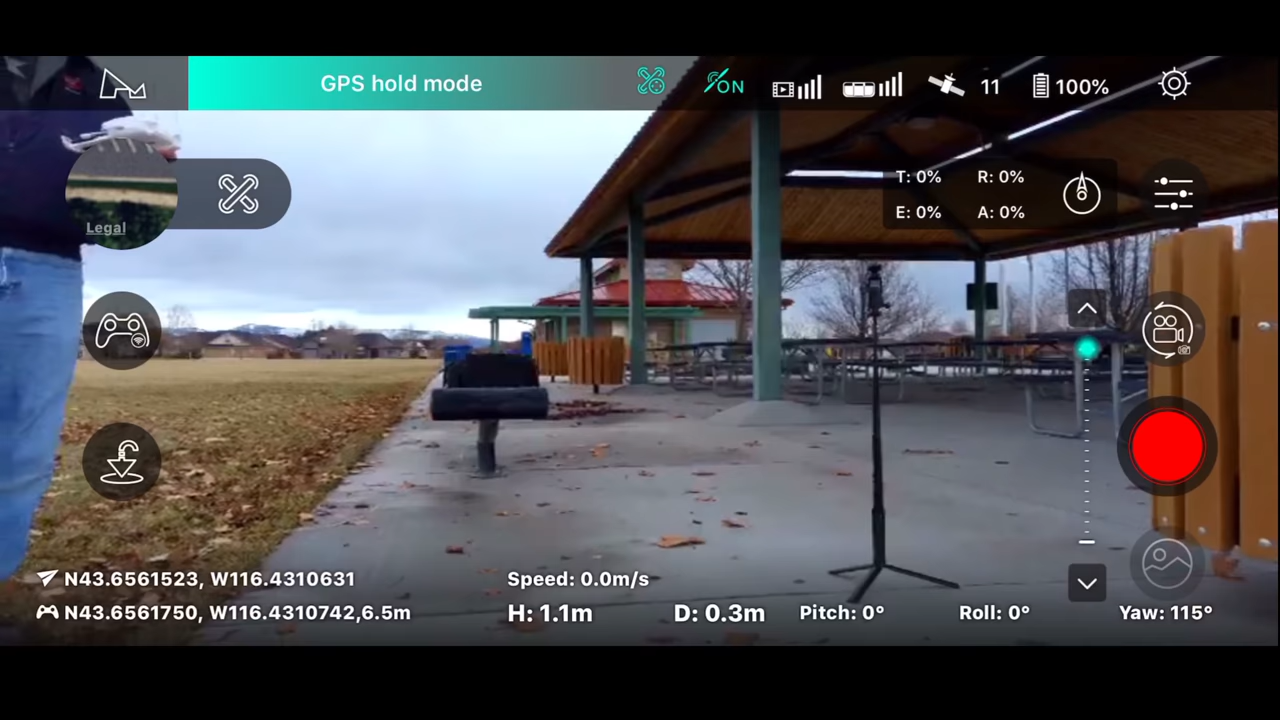 GPS hold mode
ON
11
100%
T: 0% R: 0%
E: 0% A: 0%
Legal
N43.6561523, W116.4310631
Speed: 0.0m/s
N43.6561750, W116.4310742,6.5m
H: 1.1m D: 0.3m Pitch: 0° Roll: 0° Yaw: 115°